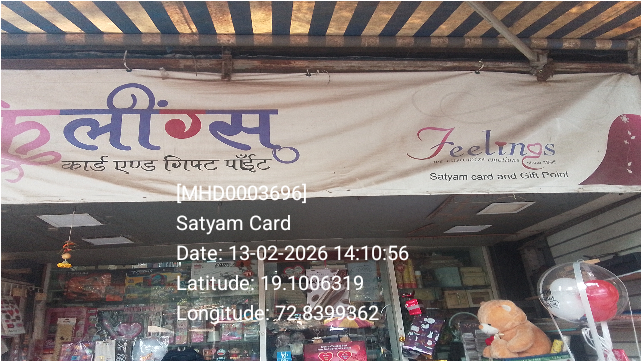 फीलींग्स
कार्ड एण्ड गिफ्ट पॉईंट
Feelings
Satyam card and Gift Point
[MHD0003696]
Satyam Card
Date: 13-02-2026 14:10:56
Latitude: 19.1006319
Longitude: 72.8399362